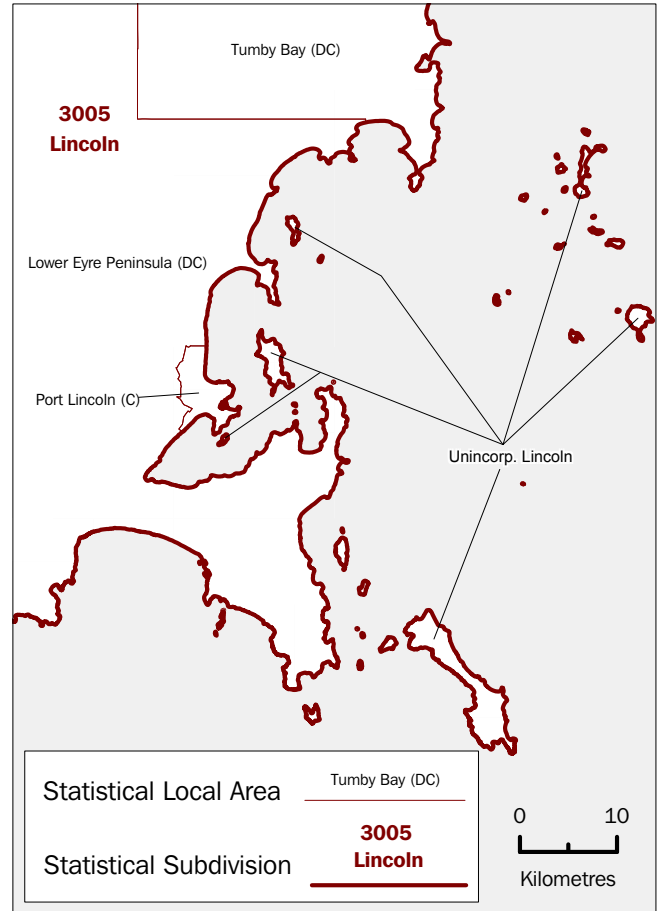 Tumby Bay (DC)
3005
Lincoln
Lower Eyre Peninsula (DC)
Port Lincoln (C)
Unincorp. Lincoln
Statistical Local Area
Tumby Bay (DC)
Statistical Subdivision
3005
Lincoln
0 10
Kilometres